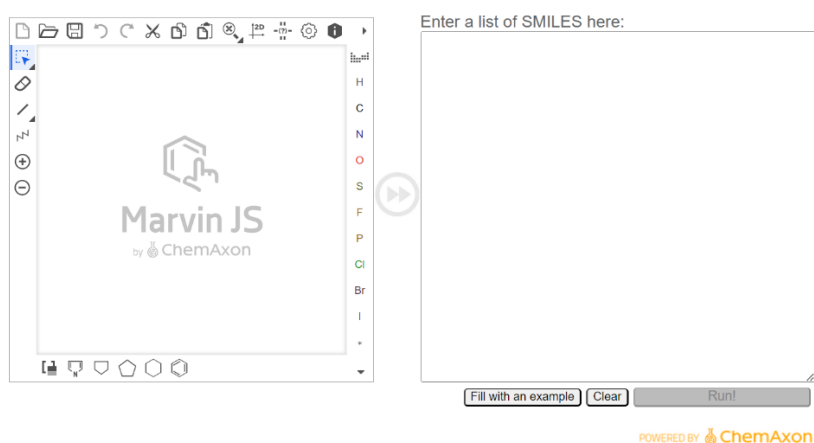 Enter a list of SMILES here:
2D
H
C
N
O
S
F
P
Cl
Br
I
*
Marvin JS
by ChemAxon
N
Fill with an example
Clear
Run!
POWERED BY ChemAxon